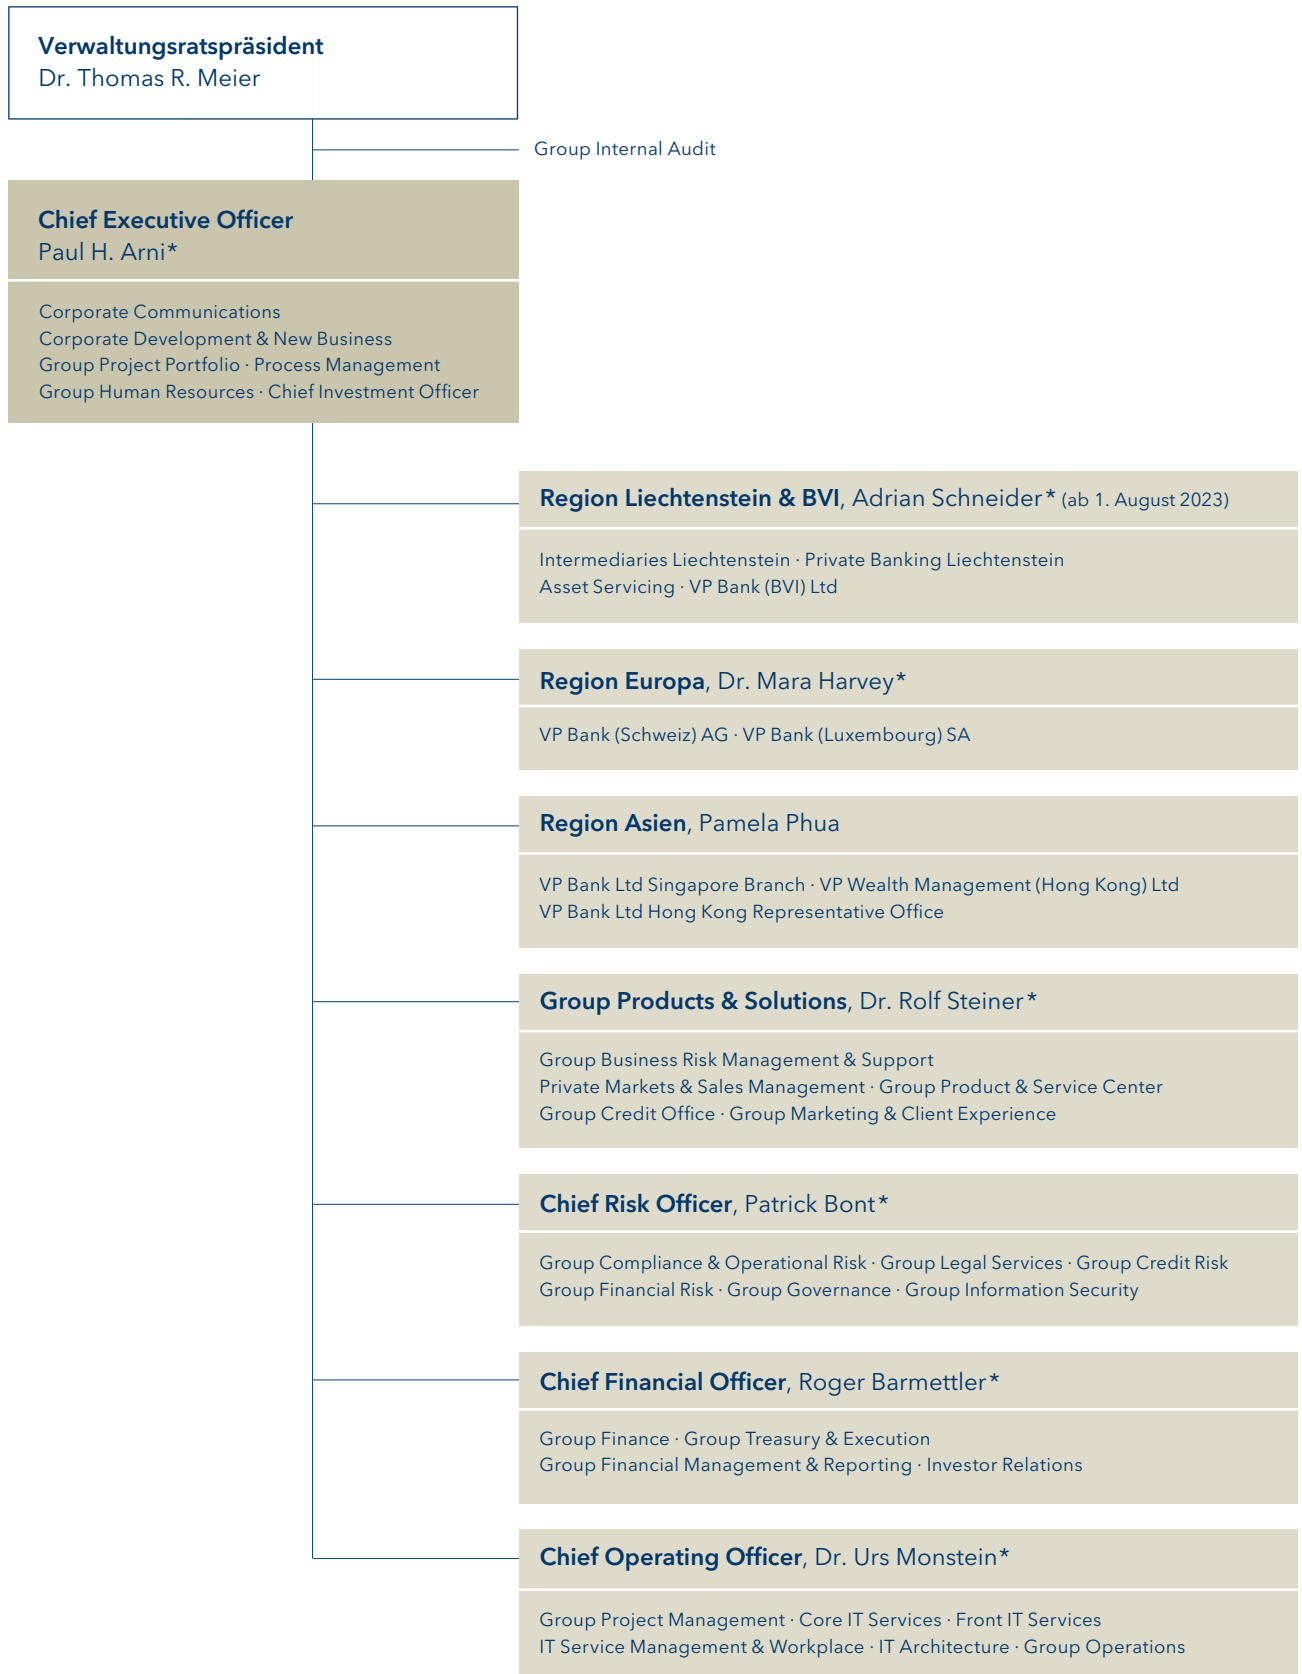 Verwaltungsratspräsident
Dr. Thomas R. Meier
Group Internal Audit
Chief Executive Officer
Paul H. Arni*
Corporate Communications
Corporate Development & New Business
Group Project Portfolio · Process Management
Group Human Resources · Chief Investment Officer
Region Liechtenstein & BVI, Adrian Schneider* (ab 1. August 2023)
Intermediaries Liechtenstein · Private Banking Liechtenstein
Asset Servicing · VP Bank (BVI) Ltd
Region Europa, Dr. Mara Harvey*
VP Bank (Schweiz) AG · VP Bank (Luxembourg) SA
Region Asien, Pamela Phua
VP Bank Ltd Singapore Branch · VP Wealth Management (Hong Kong) Ltd
VP Bank Ltd Hong Kong Representative Office
Group Products & Solutions, Dr. Rolf Steiner*
Group Business Risk Management & Support
Private Markets & Sales Management · Group Product & Service Center
Group Credit Office · Group Marketing & Client Experience
Chief Risk Officer, Patrick Bont*
Group Compliance & Operational Risk · Group Legal Services · Group Credit Risk
Group Financial Risk · Group Governance · Group Information Security
Chief Financial Officer, Roger Barmettler*
Group Finance · Group Treasury & Execution
Group Financial Management & Reporting · Investor Relations
Chief Operating Officer, Dr. Urs Monstein*
Group Project Management · Core IT Services · Front IT Services
IT Service Management & Workplace · IT Architecture · Group Operations